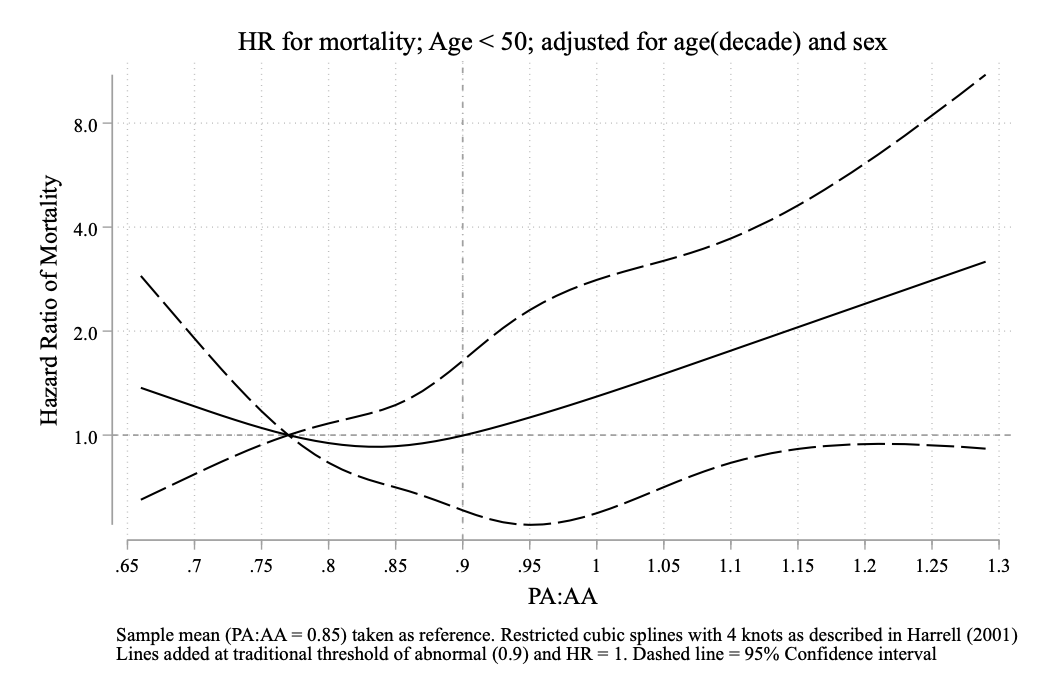 HR for mortality; Age < 50; adjusted for age(decade) and sex
Hazard Ratio of Mortality
8.0
4.0
2.0
1.0
.65 .7 .75 .8 .85 .9 .95 1 1.05 1.1 1.15 1.2 1.25 1.3
PA:AA
Sample mean (PA:AA = 0.85) taken as reference. Restricted cubic splines with 4 knots as described in Harrell (2001)
Lines added at traditional threshold of abnormal (0.9) and HR = 1. Dashed line = 95% Confidence interval